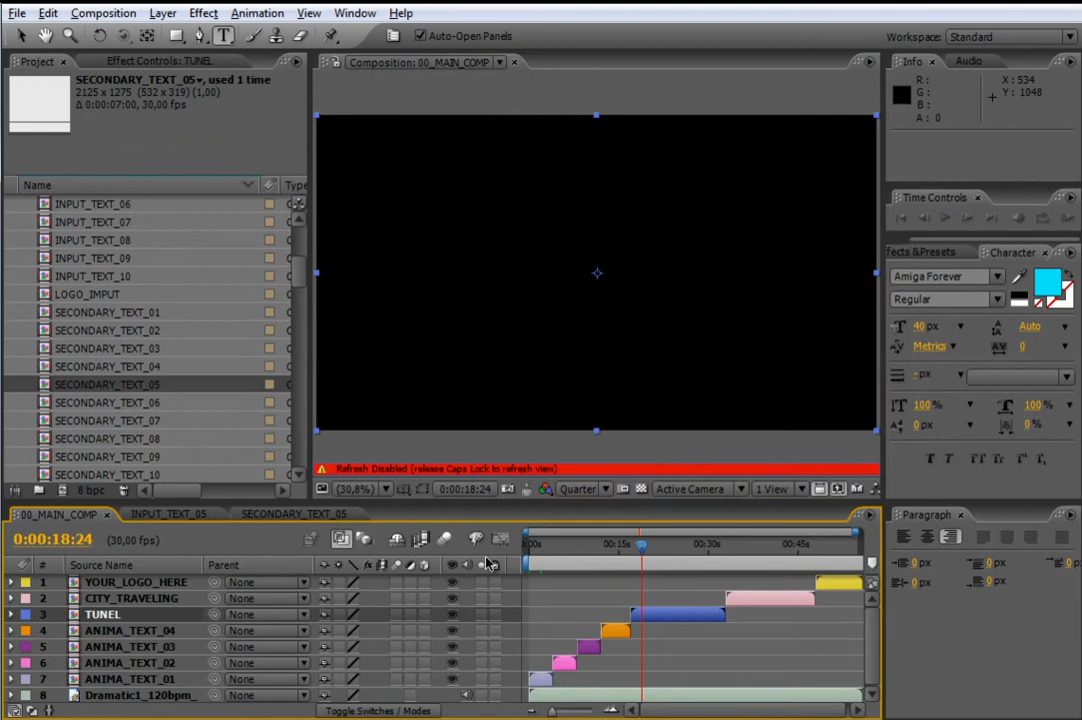 File Edit Composition Layer Effect Animation View Window Help
T Auto-Open Panels Workspace: Standard
Project × Effect Controls: TUNEL Composition: 00_MAIN_COMP × Info × Audio
SECONDARY_TEXT_05, used 1 time
2125 x 1275 (532 x 319) (1,00)
Δ 0:00:07:00, 30,00 fps
R :
G :
B :
A : 0
X : 534
Y : 1048
Name Type
INPUT_TEXT_06
INPUT_TEXT_07
INPUT_TEXT_08
INPUT_TEXT_09
INPUT_TEXT_10
LOGO_IMPUT
SECONDARY_TEXT_01
SECONDARY_TEXT_02
SECONDARY_TEXT_03
SECONDARY_TEXT_04
SECONDARY_TEXT_05
SECONDARY_TEXT_06
SECONDARY_TEXT_07
SECONDARY_TEXT_08
SECONDARY_TEXT_09
SECONDARY_TEXT_10
8 bpc
Time Controls ×
ffects&Presets Character ×
Amiga Forever
Regular
40 px Auto
Metrics 0
- px
100 % 100 %
0 px 0 %
Refresh Disabled (release Caps Lock to refresh view)
(30,8%) 0:00:18:24 Quarter Active Camera 1 View
00_MAIN_COMP × INPUT_TEXT_05 SECONDARY_TEXT_05
0:00:18:24 (30,00 fps)
:00s 00:15s 00:30s 00:45s
# Source Name Parent
1 YOUR_LOGO_HERE None
2 CITY_TRAVELING None
3 TUNEL None
4 ANIMA_TEXT_04 None
5 ANIMA_TEXT_03 None
6 ANIMA_TEXT_02 None
7 ANIMA_TEXT_01 None
8 Dramatic1_120bpm_ None
Toggle Switches / Modes
Paragraph ×
0 px 0 px 0 px
0 px 0 px